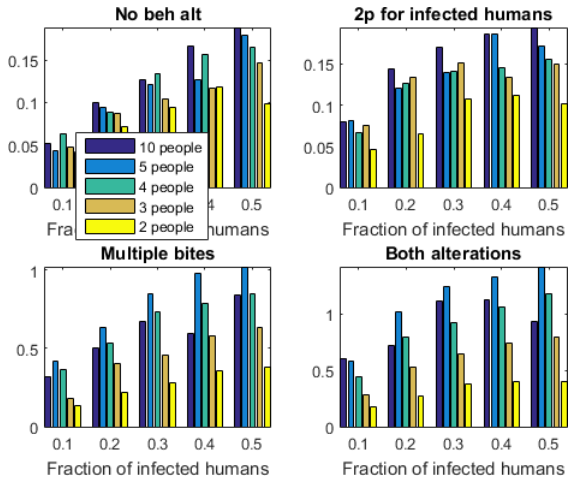 No beh alt
0.15
0.1
0.05
0
0.1 0.2 0.3 0.4 0.5
Fraction of infected humans
10 people
5 people
4 people
3 people
2 people
2p for infected humans
0.15
0.1
0.05
0
0.1 0.2 0.3 0.4 0.5
Fraction of infected humans
Multiple bites
1
0.5
0
0.1 0.2 0.3 0.4 0.5
Fraction of infected humans
Both alterations
1
0.5
0
0.1 0.2 0.3 0.4 0.5
Fraction of infected humans